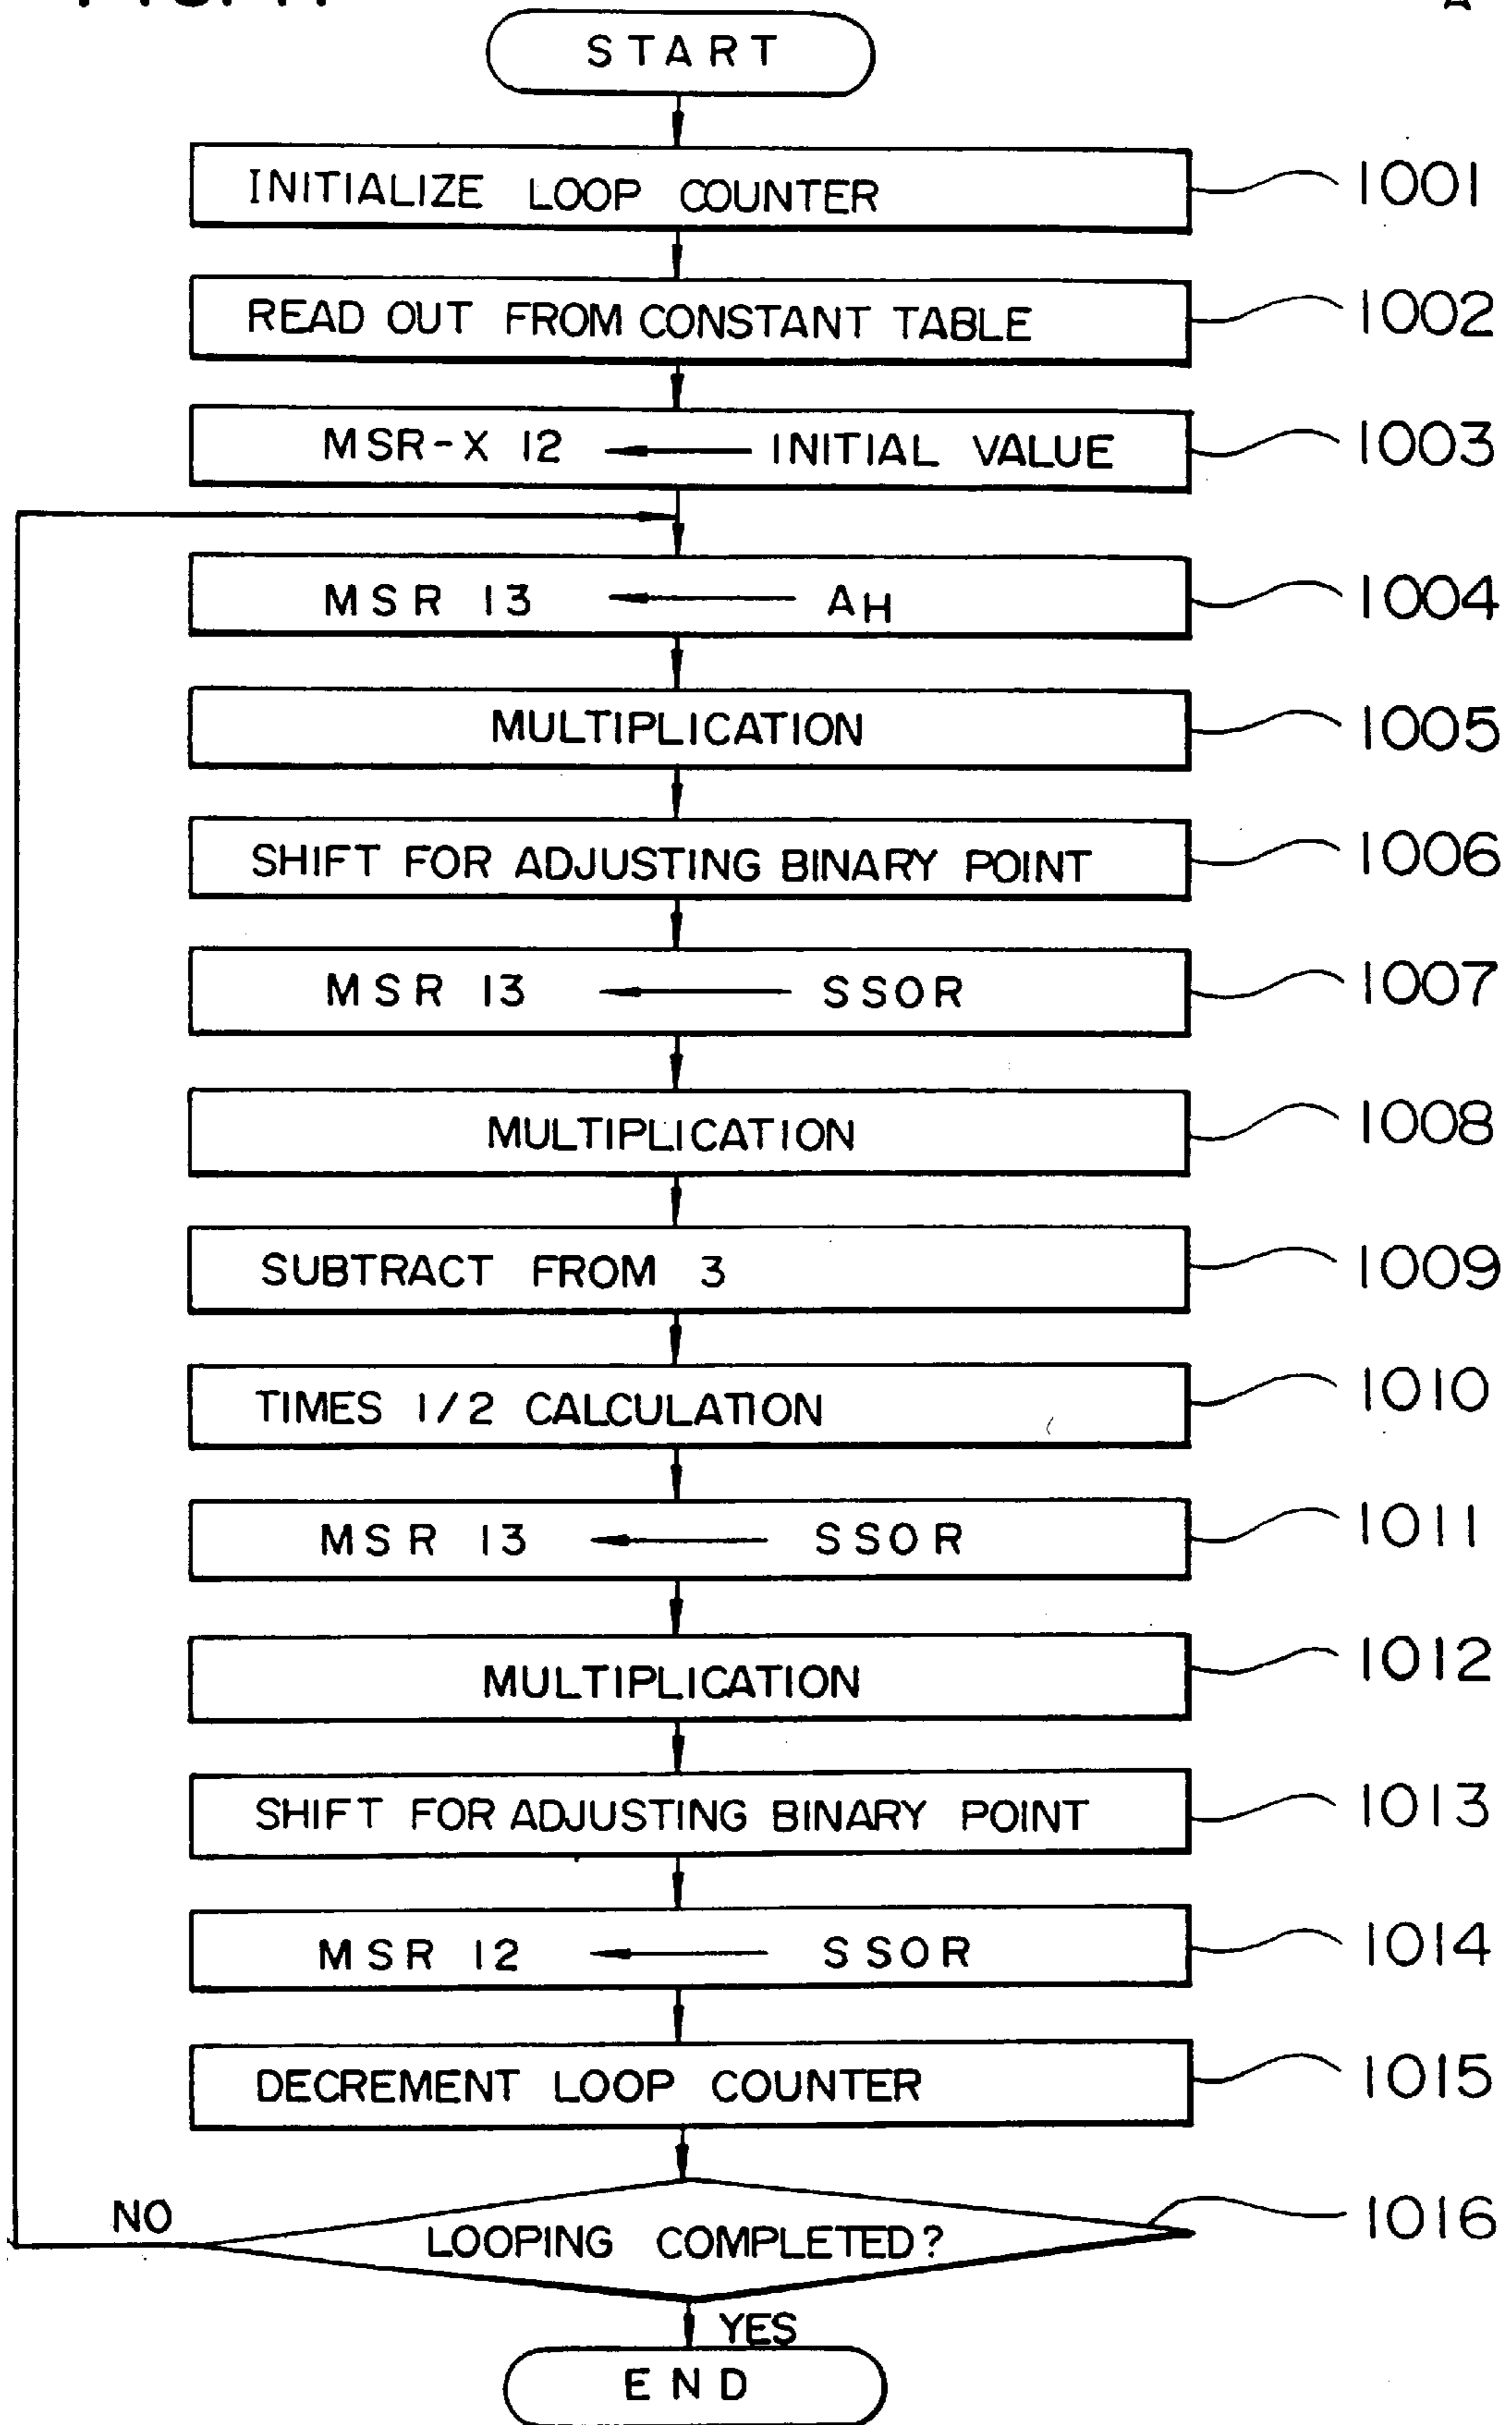 START
INITIALIZE LOOP COUNTER 1001
READ OUT FROM CONSTANT TABLE 1002
MSR-X 12 ← INITIAL VALUE 1003
MSR 13 ← AH 1004
MULTIPLICATION 1005
SHIFT FOR ADJUSTING BINARY POINT 1006
MSR 13 ← SSOR 1007
MULTIPLICATION 1008
SUBTRACT FROM 3 1009
TIMES 1/2 CALCULATION 1010
MSR 13 ← SSOR 1011
MULTIPLICATION 1012
SHIFT FOR ADJUSTING BINARY POINT 1013
MSR 12 ← SSOR 1014
DECREMENT LOOP COUNTER 1015
NO
LOOPING COMPLETED? 1016
YES
END